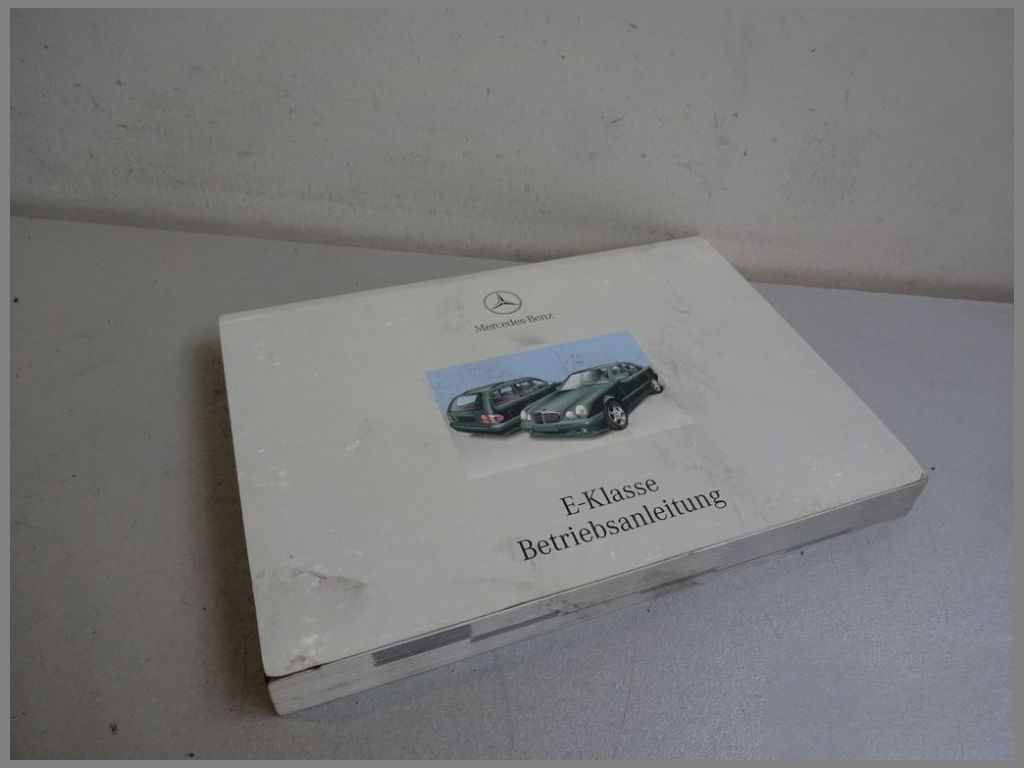 Mercedes-Benz
E-Klasse
Betriebsanleitung